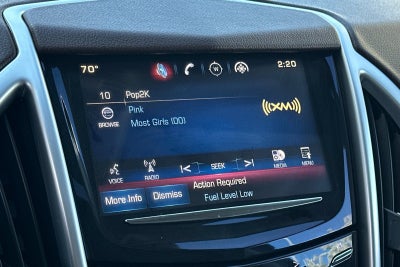 70°
2:20
10 Pop2K
Pink
Most Girls (00)
((XM))
BROWSE
VOICE
RADIO
SEEK
MEDIA
MENU
More Info
Dismiss
Action Required
Fuel Level Low